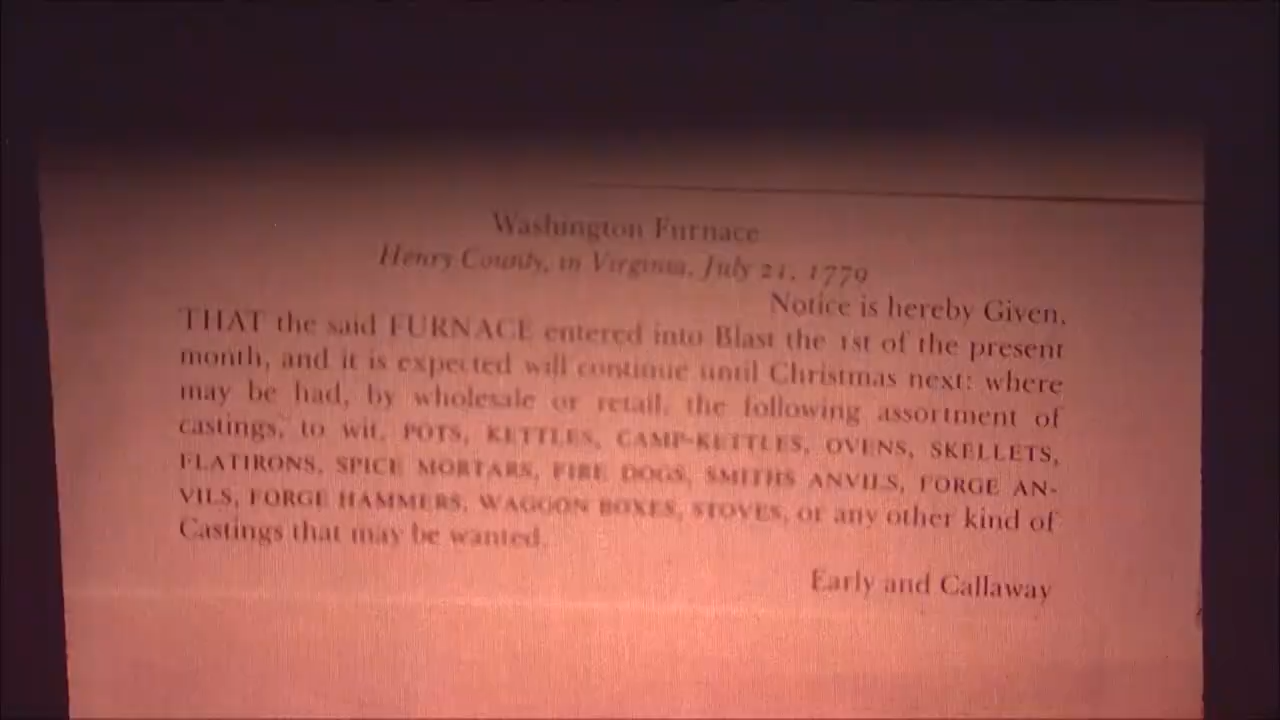 Washington Furnace
Henry County, in Virginia, July 21, 1779
Notice is hereby Given,
THAT the said FURNACE entered into Blast the 1st of the present
month, and it is expected will continue until Christmas next: where
may be had, by wholesale or retail, the following assortment of
castings, to wit, POTS, KETTLES, CAMP-KETTLES, OVENS, SKELLETS,
FLATIRONS, SPICE MORTARS, FIRE DOGS, SMITHS ANVILS, FORGE AN-
VILS, FORGE HAMMERS, WAGGON BOXES, STOVES, or any other kind of
Castings that may be wanted.
Early and Callaway